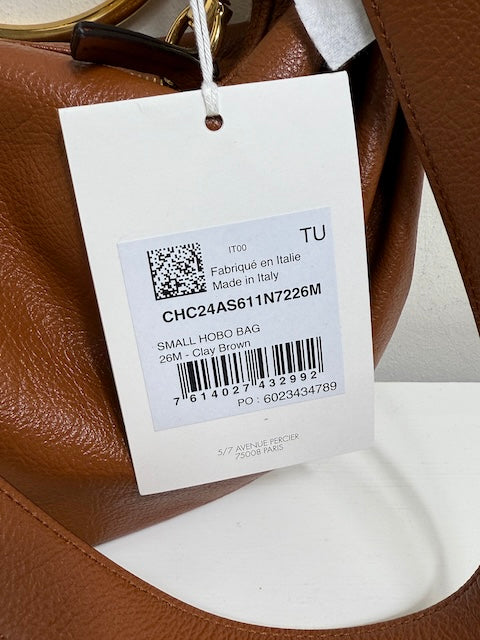 TU
IT00
Fabriqué en Italie
Made in Italy
CHC24AS611N7226M
SMALL HOBO BAG
26M - Clay Brown
7 614027 432992
PO : 6023434789
5/7 AVENUE PERCIER
75008 PARIS